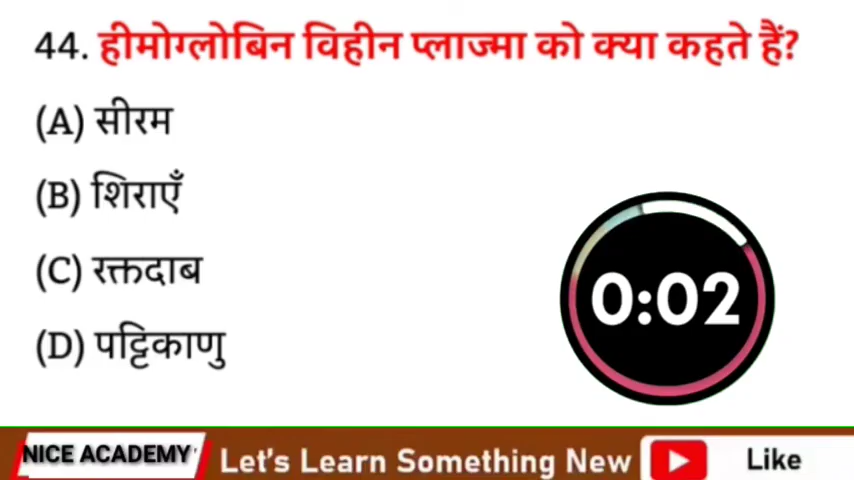 44. हीमोग्लोबिन विहीन प्लाज्मा को क्या कहते हैं?
(A) सीरम
(B) शिराएँ
(C) रक्तदाब
(D) पट्टिकाणु
0:02
NICE ACADEMY Let's Learn Something New Like